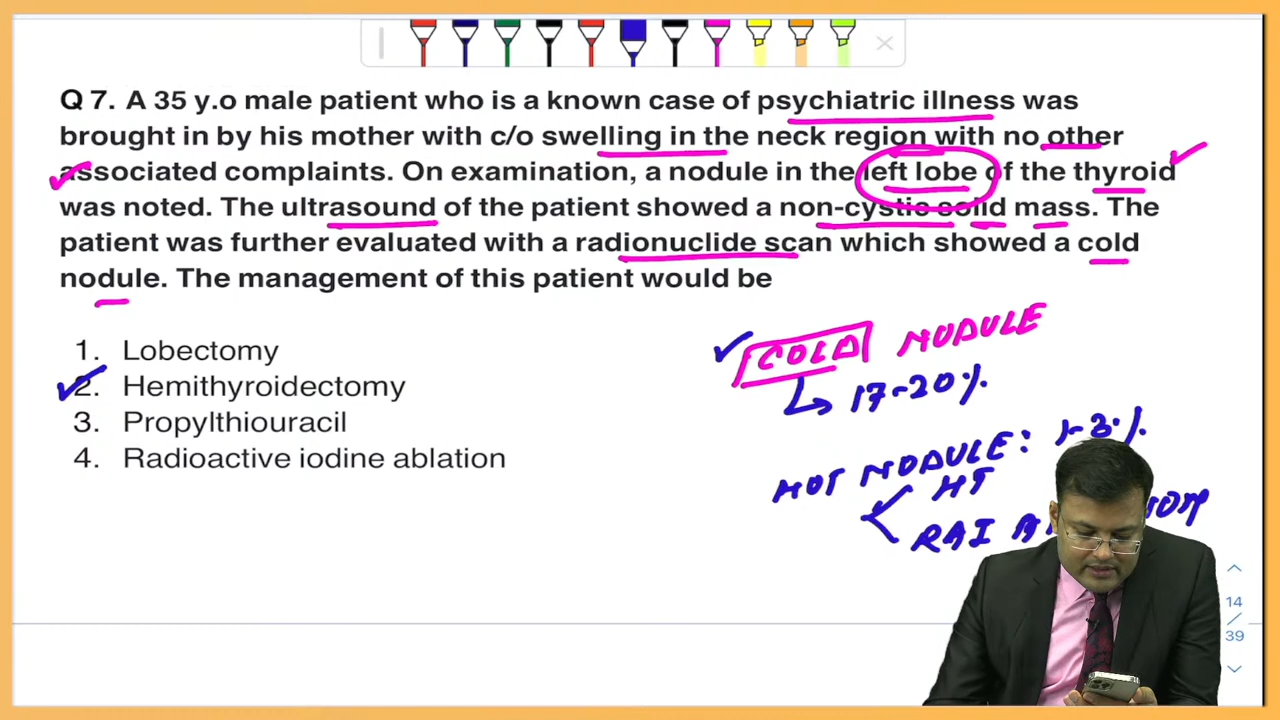 Q 7. A 35 y.o male patient who is a known case of psychiatric illness was
brought in by his mother with c/o swelling in the neck region with no other
associated complaints. On examination, a nodule in the left lobe of the thyroid
was noted. The ultrasound of the patient showed a non-cystic solid mass. The
patient was further evaluated with a radionuclide scan which showed a cold
nodule. The management of this patient would be
1. Lobectomy
2. Hemithyroidectomy
3. Propylthiouracil
4. Radioactive iodine ablation
COLD NODULE
17-20%
HOT NODULE: 1-3%
HT
RAI
14
39